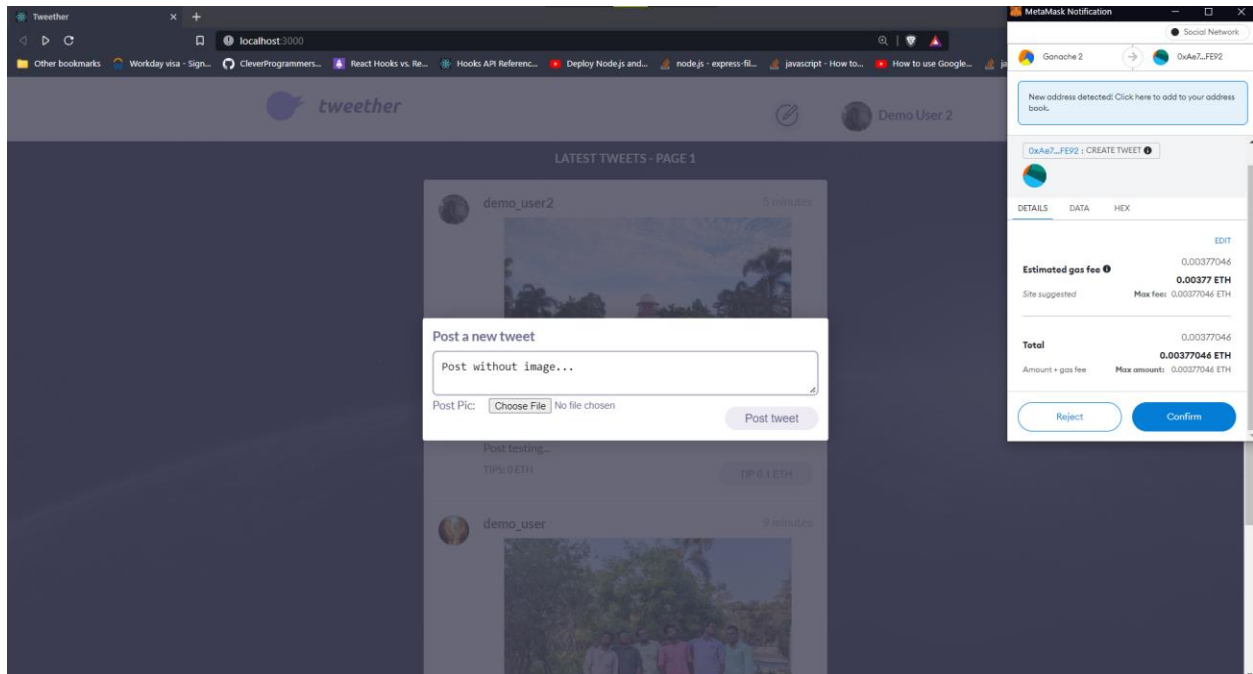 Tweether
localhost:3000
Other bookmarks
Workday visa - Sign...
CleverProgrammers...
React Hooks vs. Re...
Hooks API Referenc...
Deploy Node.js and...
node.js - express-fil...
javascript - How to...
How to use Google...
ja
tweether
Demo User 2
LATEST TWEETS - PAGE 1
demo_user2
5 minutes
Post a new tweet
Post without image...
Post Pic:
Choose File
No file chosen
Post tweet
Post testing...
TIPS: 0 ETH
TIP 0.1 ETH
demo_user
9 minutes
MetaMask Notification
Social Network
Ganache 2
0xAe7...FE92
New address detected! Click here to add to your address
book.
0xAe7...FE92 : CREATE TWEET
DETAILS DATA HEX
EDIT
0.00377046
Estimated gas fee
0.00377 ETH
Site suggested
Max fee: 0.00377046 ETH
0.00377046
Total
0.00377046 ETH
Amount + gas fee
Max amount: 0.00377046 ETH
Reject
Confirm